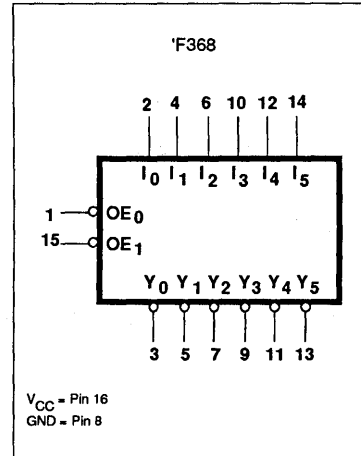 'F368
2 4 6 10 12 14
I0 I1 I2 I3 I4 I5
1 OE0
15 OE1
Y0 Y1 Y2 Y3 Y4 Y5
3 5 7 9 11 13
VCC = Pin 16
GND = Pin 8